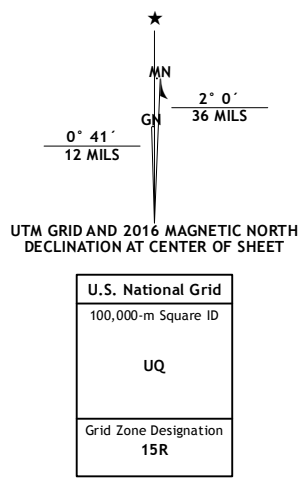 ★
MN
GN
2° 0´
36 MILS
0° 41´
12 MILS
UTM GRID AND 2016 MAGNETIC NORTH
DECLINATION AT CENTER OF SHEET
U.S. National Grid
100,000-m Square ID
UQ
Grid Zone Designation
15R